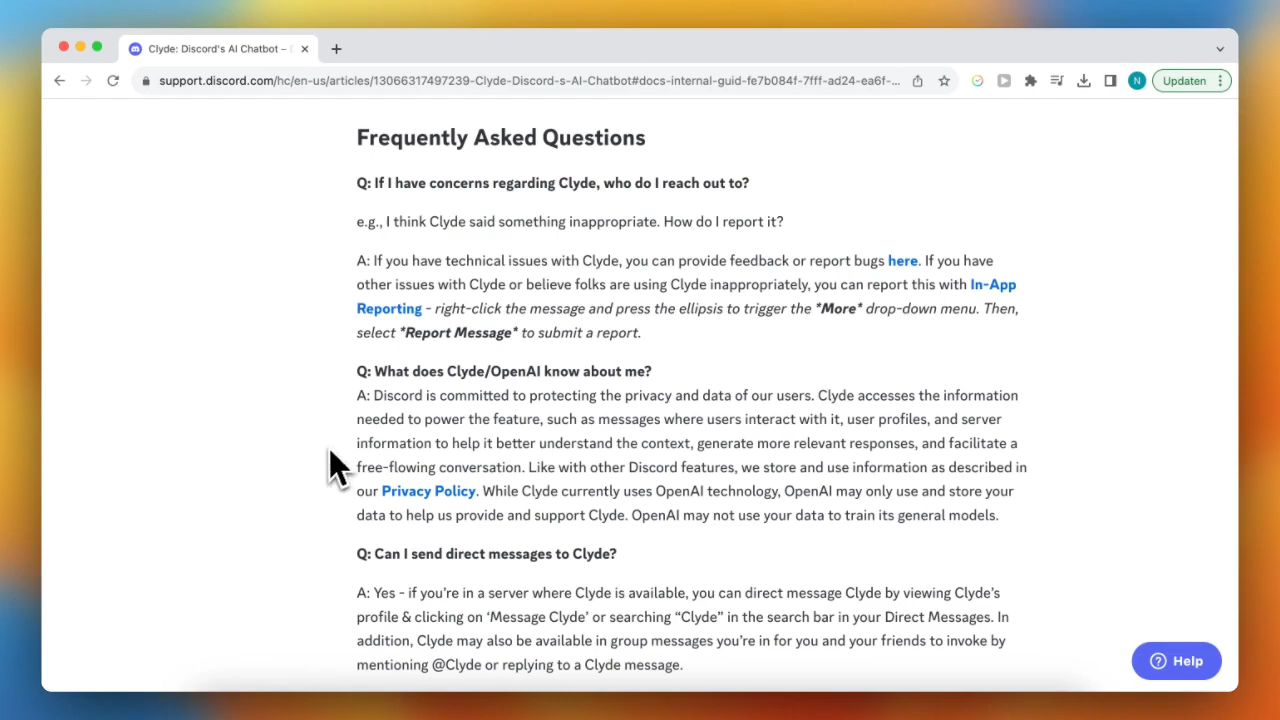 Clyde: Discord's AI Chatbot –
support.discord.com/hc/en-us/articles/13066317497239-Clyde-Discord-s-AI-Chatbot#docs-internal-guid-fe7b084f-7fff-ad24-ea6f-...
N
Updaten
Frequently Asked Questions
Q: If I have concerns regarding Clyde, who do I reach out to?
e.g., I think Clyde said something inappropriate. How do I report it?
A: If you have technical issues with Clyde, you can provide feedback or report bugs here. If you have
other issues with Clyde or believe folks are using Clyde inappropriately, you can report this with In-App
Reporting - right-click the message and press the ellipsis to trigger the *More* drop-down menu. Then,
select *Report Message* to submit a report.
Q: What does Clyde/OpenAI know about me?
A: Discord is committed to protecting the privacy and data of our users. Clyde accesses the information
needed to power the feature, such as messages where users interact with it, user profiles, and server
information to help it better understand the context, generate more relevant responses, and facilitate a
free-flowing conversation. Like with other Discord features, we store and use information as described in
our Privacy Policy. While Clyde currently uses OpenAI technology, OpenAI may only use and store your
data to help us provide and support Clyde. OpenAI may not use your data to train its general models.
Q: Can I send direct messages to Clyde?
A: Yes - if you're in a server where Clyde is available, you can direct message Clyde by viewing Clyde's
profile & clicking on 'Message Clyde' or searching "Clyde" in the search bar in your Direct Messages. In
addition, Clyde may also be available in group messages you're in for you and your friends to invoke by
mentioning @Clyde or replying to a Clyde message.
Help